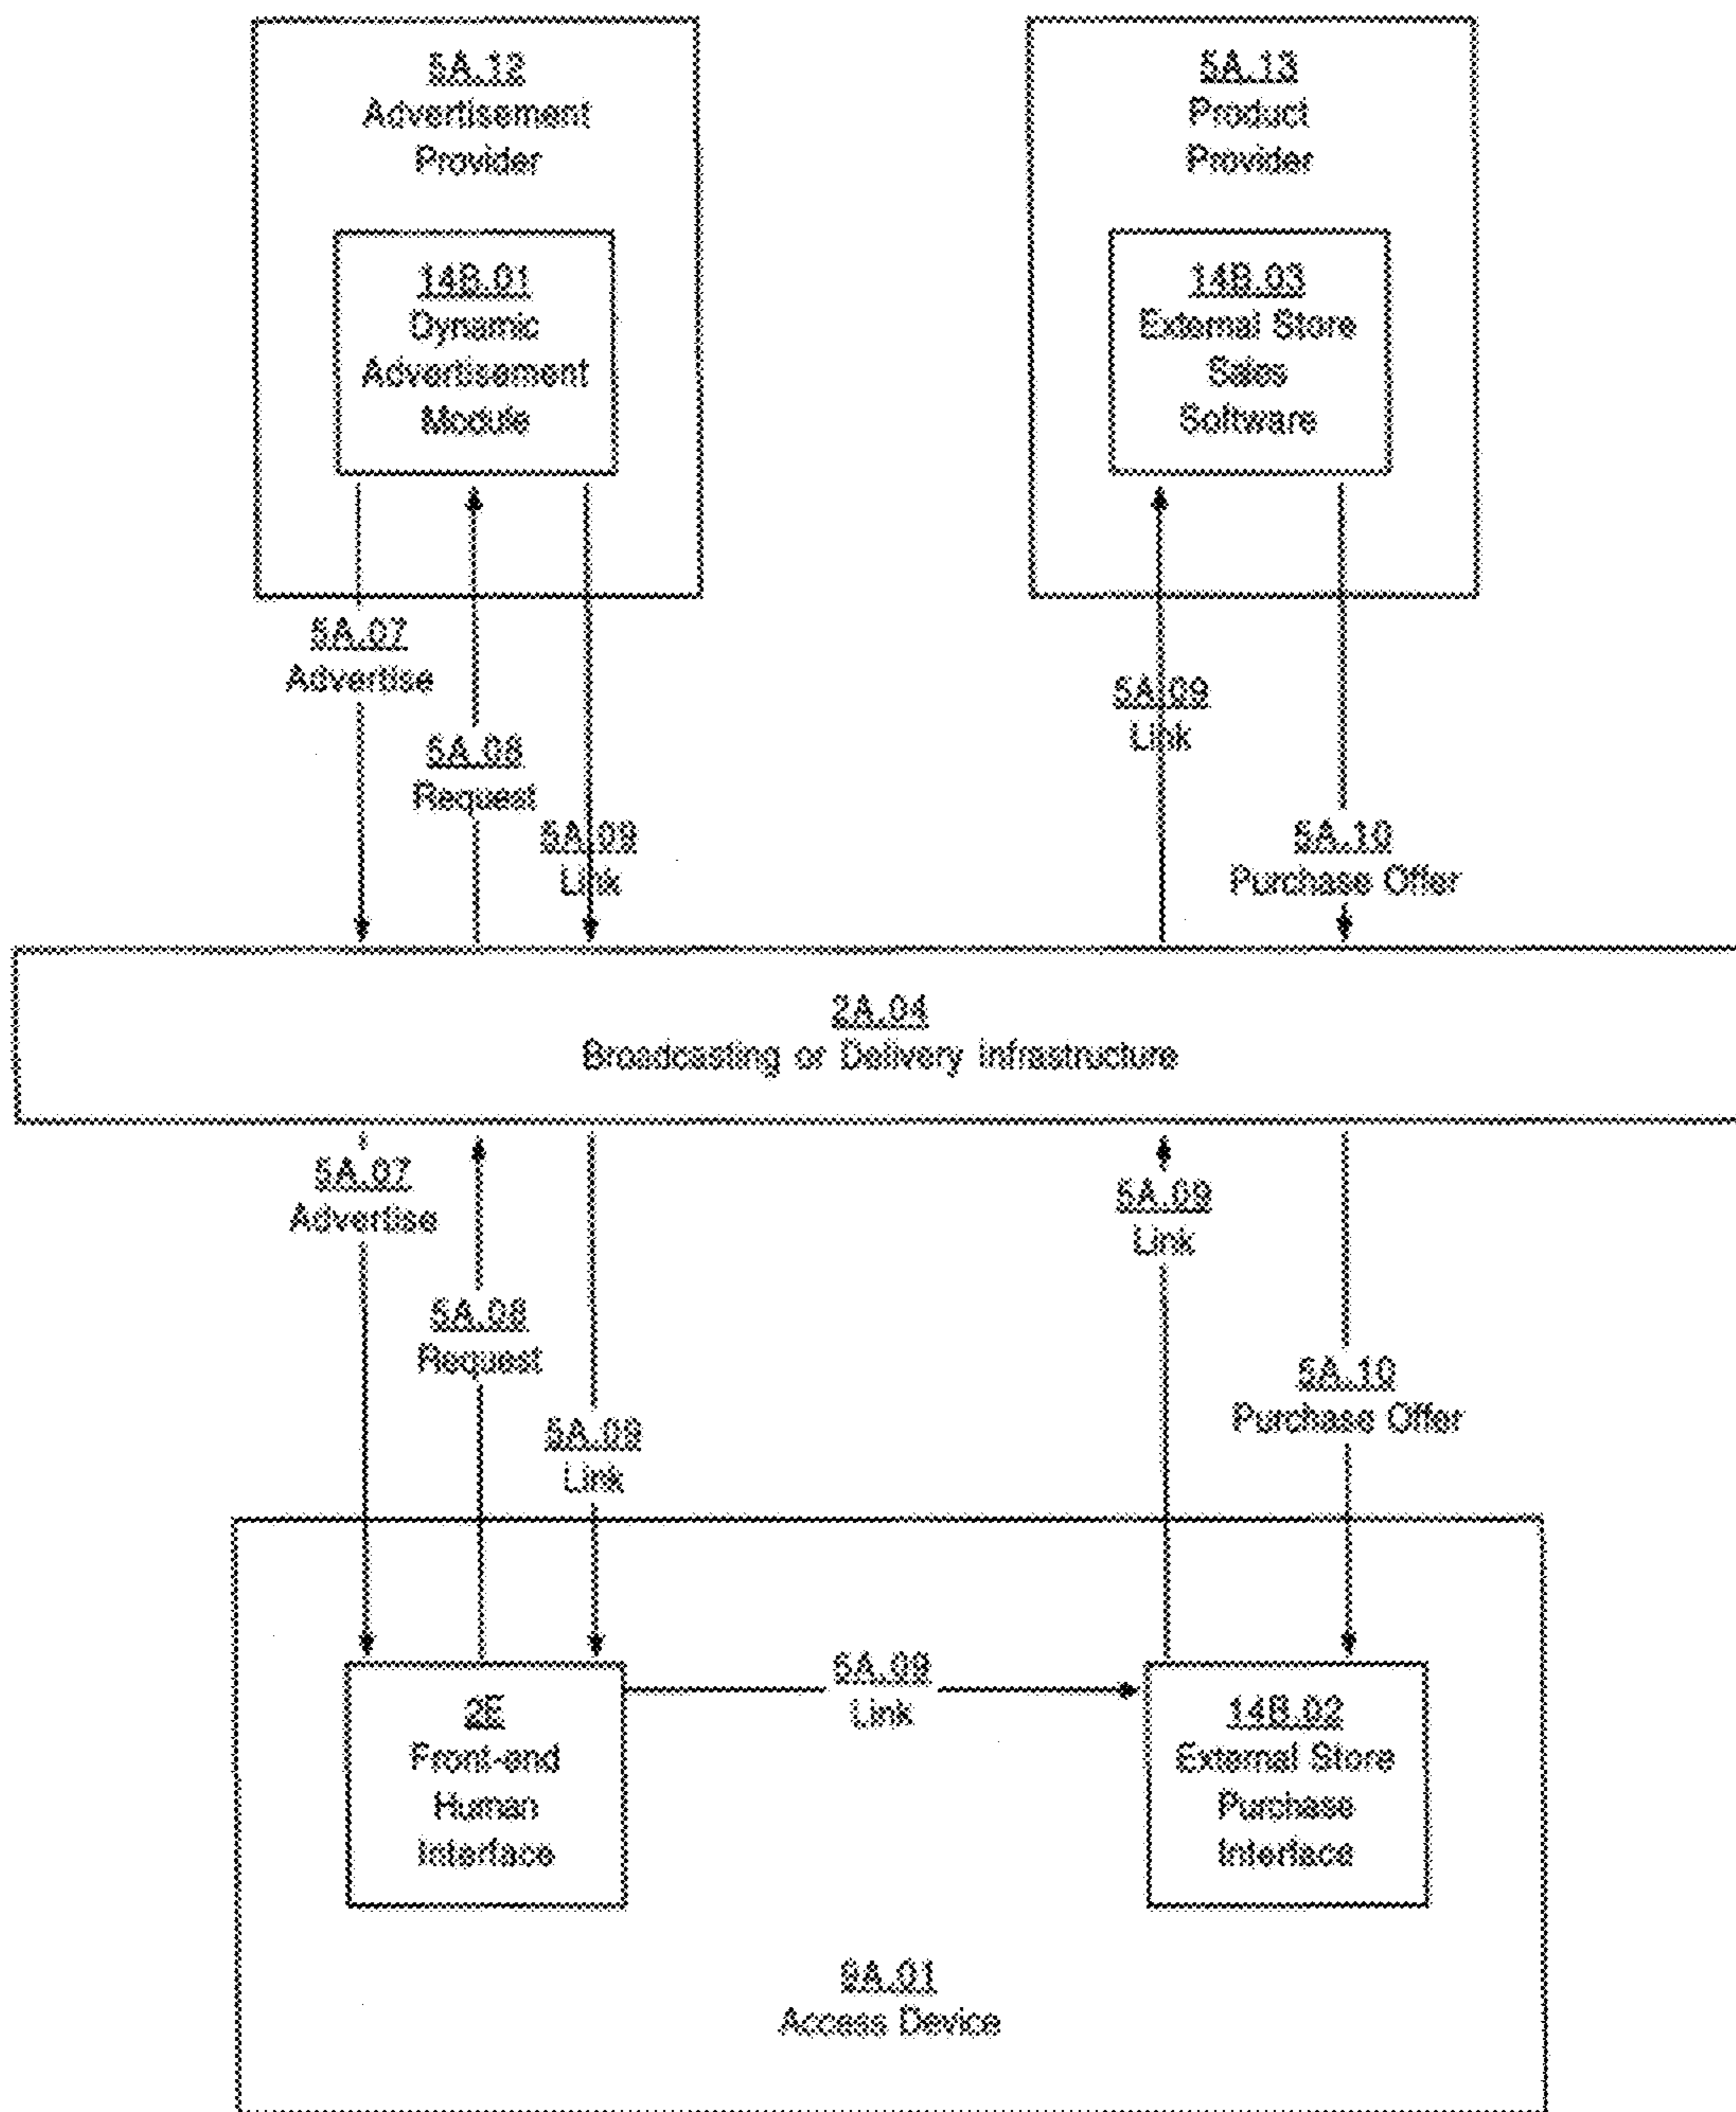 5A.12
Advertisement
Provider
5A.13
Product
Provider
14B.01
Dynamic
Advertisement
Module
14B.03
External Store
Sales
Software
5A.07
Advertise
5A.08
Request
5A.09
Link
5A.09
Link
5A.10
Purchase Offer
2A.04
Broadcasting or Delivery Infrastructure
5A.07
Advertise
5A.08
Request
5A.09
Link
5A.09
Link
5A.10
Purchase Offer
5A.09
Link
2E
Front-end
Human
Interface
14B.02
External Store
Purchase
Interface
9A.01
Access Device